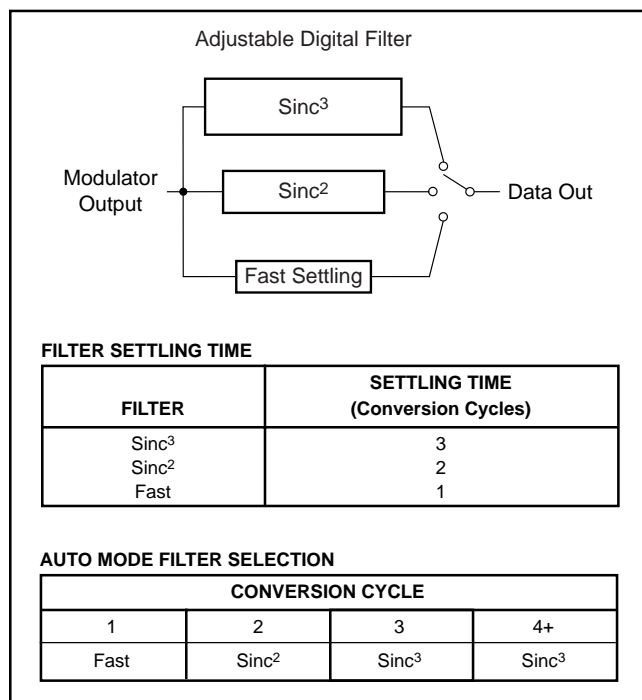 Adjustable Digital Filter
Sinc³
Modulator
Output
Sinc²
Data Out
Fast Settling
FILTER SETTLING TIME
FILTER
SETTLING TIME
(Conversion Cycles)
Sinc³ 3
Sinc² 2
Fast 1
AUTO MODE FILTER SELECTION
CONVERSION CYCLE
1 2 3 4+
Fast Sinc² Sinc³ Sinc³